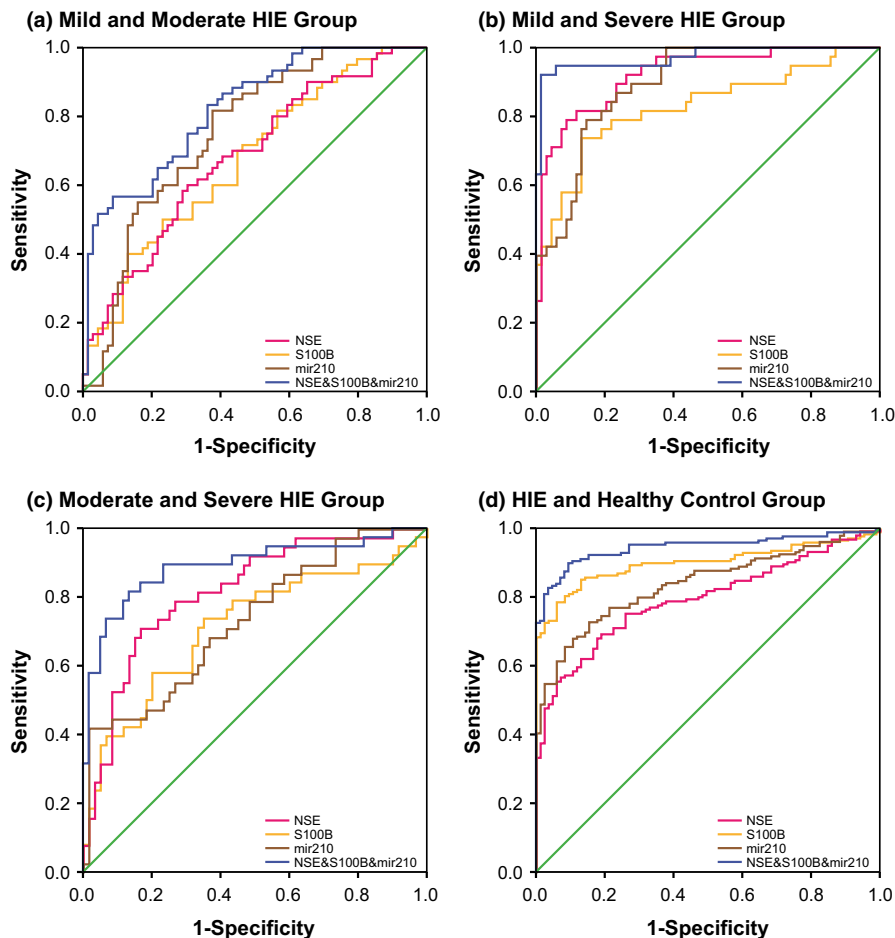 (a) Mild and Moderate HIE Group
1.0
0.8
0.6
0.4
0.2
0.0
Sensitivity
NSE
S100B
mir210
NSE&S100B&mir210
0.0 0.2 0.4 0.6 0.8 1.0
1-Specificity
(b) Mild and Severe HIE Group
1.0
0.8
0.6
0.4
0.2
0.0
Sensitivity
NSE
S100B
mir210
NSE&S100B&mir210
0.0 0.2 0.4 0.6 0.8 1.0
1-Specificity
(c) Moderate and Severe HIE Group
1.0
0.8
0.6
0.4
0.2
0.0
Sensitivity
NSE
S100B
mir210
NSE&S100B&mir210
0.0 0.2 0.4 0.6 0.8 1.0
1-Specificity
(d) HIE and Healthy Control Group
1.0
0.8
0.6
0.4
0.2
0.0
Sensitivity
NSE
S100B
mir210
NSE&S100B&mir210
0.0 0.2 0.4 0.6 0.8 1.0
1-Specificity